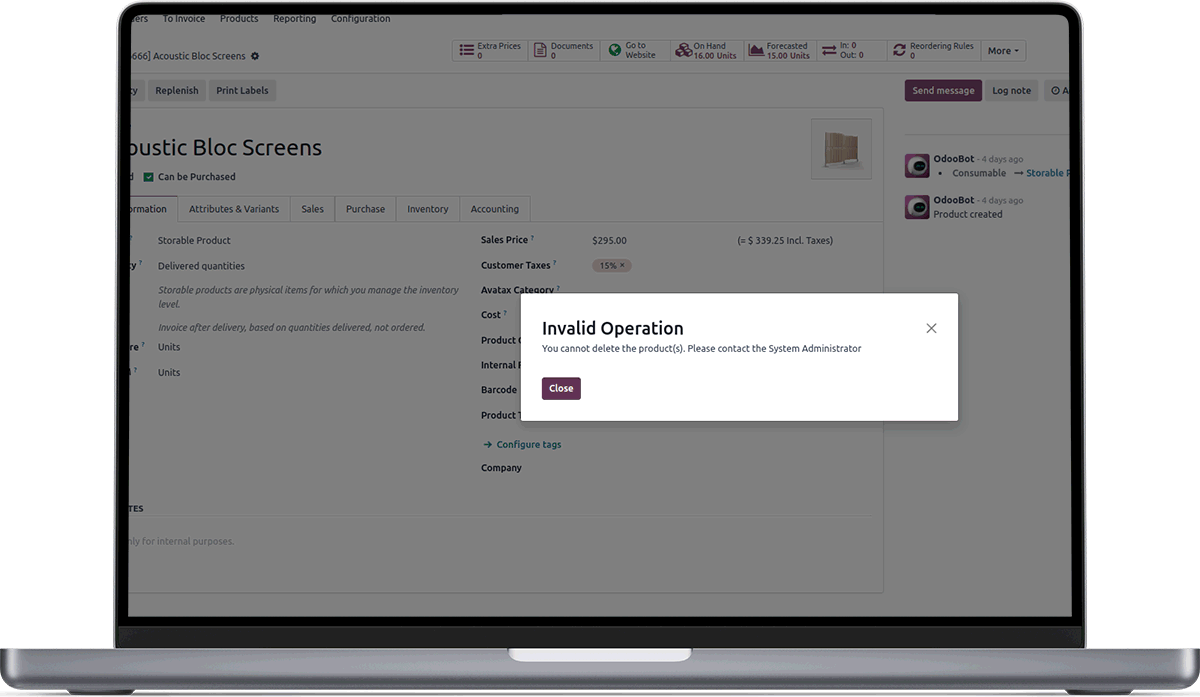 To Invoice Products Reporting Configuration
Acoustic Bloc Screens
Extra Prices
0
Documents
0
Go to
Website
On Hand
16.00 Units
Forecasted
15.00 Units
In: 0
Out: 0
Reordering Rules
0
More
Replenish Print Labels
Send message Log note
oustic Bloc Screens
Can be Purchased
OdooBot - 4 days ago
• Consumable → Storable
OdooBot - 4 days ago
Product created
ormation Attributes & Variants Sales Purchase Inventory Accounting
? Storable Product
? Delivered quantities
Storable products are physical items for which you manage the inventory
level.
Invoice after delivery, based on quantities delivered, not ordered.
? Units
? Units
Sales Price ? $295.00 (= $ 339.25 Incl. Taxes)
Customer Taxes ? 15% ×
Avatax Category ?
Cost ?
Product
Internal
Barcode
Product
→ Configure tags
Company
Invalid Operation
You cannot delete the product(s). Please contact the System Administrator
Close
TES
nly for internal purposes.